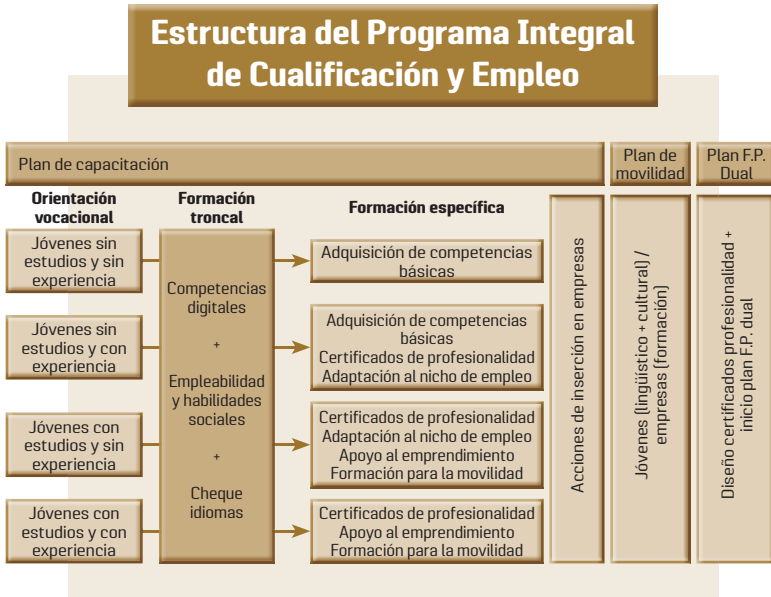 Estructura del Programa Integral
de Cualificación y Empleo
Plan de capacitación
Plan de
movilidad
Plan F.P.
Dual
Orientación
vocacional
Formación
troncal
Formación específica
Jóvenes sin
estudios y sin
experiencia
Jóvenes sin
estudios y con
experiencia
Jóvenes con
estudios y sin
experiencia
Jóvenes con
estudios y con
experiencia
Competencias
digitales
+
Empleabilidad
y habilidades
sociales
+
Cheque
idiomas
Adquisición de competencias
básicas
Adquisición de competencias
básicas
Certificados de profesionalidad
Adaptación al nicho de empleo
Certificados de profesionalidad
Adaptación al nicho de empleo
Apoyo al emprendimiento
Formación para la movilidad
Certificados de profesionalidad
Apoyo al emprendimiento
Formación para la movilidad
Acciones de inserción en empresas
Jóvenes (lingüístico + cultural) /
empresas (formación)
Diseño certificados profesionalidad +
inicio plan F.P. dual